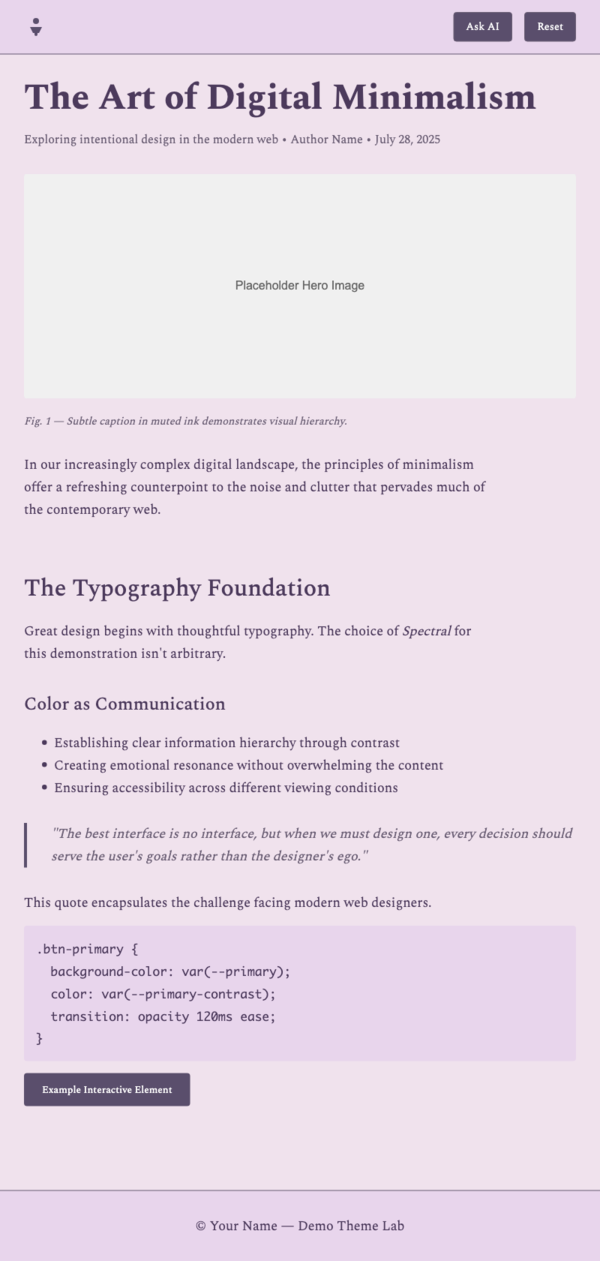 Ask AI
Reset
The Art of Digital Minimalism
Exploring intentional design in the modern web • Author Name • July 28, 2025
Placeholder Hero Image
Fig. 1 — Subtle caption in muted ink demonstrates visual hierarchy.
In our increasingly complex digital landscape, the principles of minimalism
offer a refreshing counterpoint to the noise and clutter that pervades much of
the contemporary web.
The Typography Foundation
Great design begins with thoughtful typography. The choice of Spectral for
this demonstration isn't arbitrary.
Color as Communication
• Establishing clear information hierarchy through contrast
• Creating emotional resonance without overwhelming the content
• Ensuring accessibility across different viewing conditions
"The best interface is no interface, but when we must design one, every decision should
serve the user's goals rather than the designer's ego."
This quote encapsulates the challenge facing modern web designers.
.btn-primary {
  background-color: var(--primary);
  color: var(--primary-contrast);
  transition: opacity 120ms ease;
}
Example Interactive Element
© Your Name — Demo Theme Lab